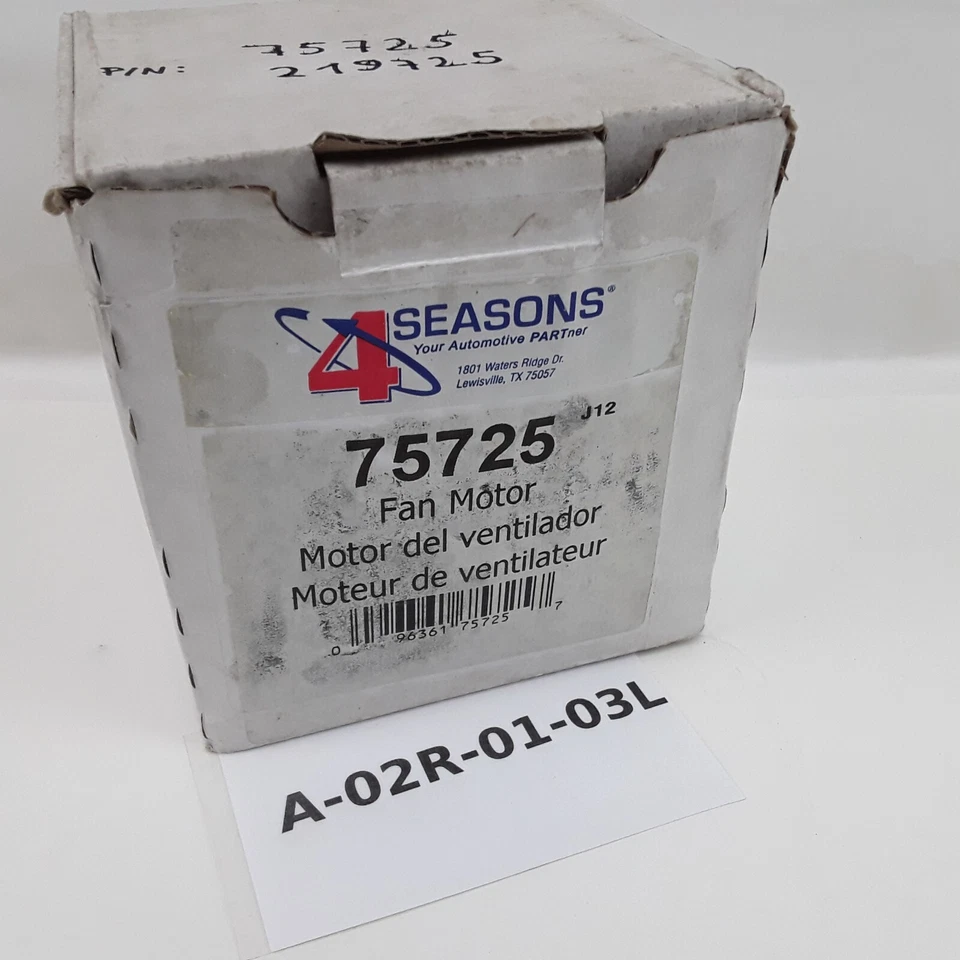 75725
P/N: 219725
4 SEASONS®
Your Automotive PARTner
1801 Waters Ridge Dr.
Lewisville, TX 75057
75725 J12
Fan Motor
Motor del ventilador
Moteur de ventilateur
0 96361 75725 7
A-02R-01-03L